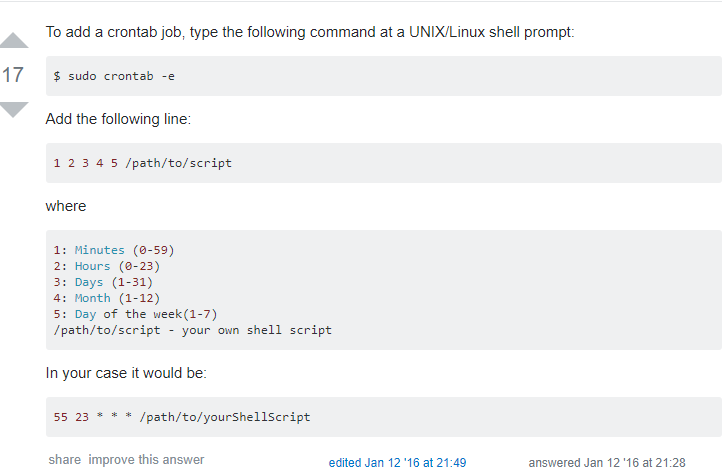 To add a crontab job, type the following command at a UNIX/Linux shell prompt:
17
$ sudo crontab -e
Add the following line:
1 2 3 4 5 /path/to/script
where
1: Minutes (0-59)
2: Hours (0-23)
3: Days (1-31)
4: Month (1-12)
5: Day of the week(1-7)
/path/to/script - your own shell script
In your case it would be:
55 23 * * * /path/to/yourShellScript
share improve this answer
edited Jan 12 '16 at 21:49
answered Jan 12 '16 at 21:28